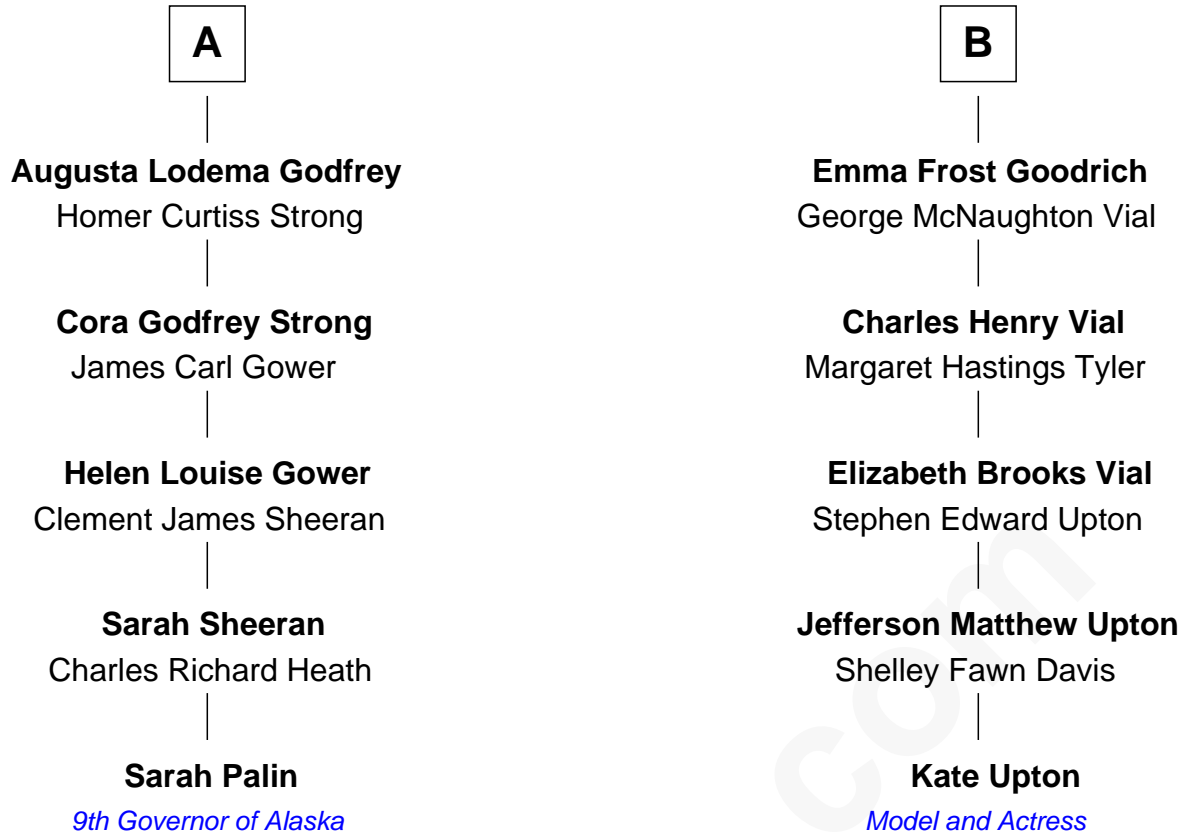 A
Augusta Lodema Godfrey
Homer Curtiss Strong
Cora Godfrey Strong
James Carl Gower
Helen Louise Gower
Clement James Sheeran
Sarah Sheeran
Charles Richard Heath
Sarah Palin
9th Governor of Alaska
B
Emma Frost Goodrich
George McNaughton Vial
Charles Henry Vial
Margaret Hastings Tyler
Elizabeth Brooks Vial
Stephen Edward Upton
Jefferson Matthew Upton
Shelley Fawn Davis
Kate Upton
Model and Actress
com